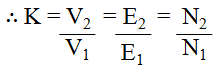 ∴ K = V₂/V₁ = E₂/E₁ = N₂/N₁